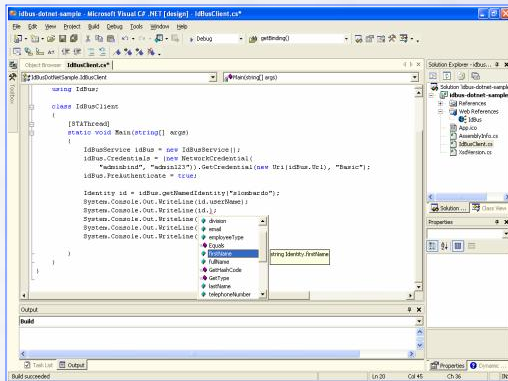 idbus-dotnet-sample - Microsoft Visual C# .NET [design] - IdBusClient.cs*
File Edit View Project Build Debug Tools Window Help
Debug
getBinding()
Object Browser IdBusClient.cs*
IdBusDotNetSample.IdBusClient
Main(string[] args)
Toolbox
using IdBus;
class IdBusClient
{
[STAThread]
static void Main(string[] args)
{
IdBusService idBus = new IdBusService();
idBus.Credentials = (new NetworkCredential(
"adminbind", "admin123")).GetCredential(new Uri(idBus.Url), "Basic");
idBus.PreAuthenticate = true;
Identity id = idBus.getNamedIdentity("slombardo");
System.Console.Out.WriteLine(id.userName);
System.Console.Out.WriteLine(id.);
System.Console.Out.WriteLine(
System.Console.Out.WriteLine(
System.Console.Out.WriteLine(
}
}
}
division
email
employeeType
Equals
firstName
fullName
GetHashCode
GetType
lastName
telephoneNumber
string Identity.firstName
Solution Explorer - idbus...
Solution 'idbus-dotnet-sample
idbus-dotnet-sample
References
Web References
IdBus
App.ico
AssemblyInfo.cs
IdBusClient.cs
XsdVersion.cs
Solution ... Class View
Properties
Output
Build
Task List Output
Properties Dynamic ...
Build succeeded
Ln 20 Col 45 Ch 36 INS